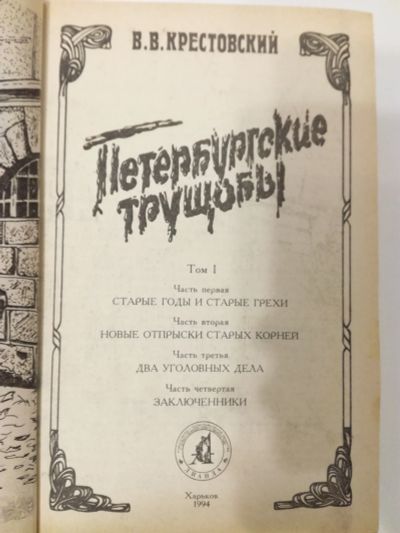 В.В.КРЕСТОВСКИЙ
Петербургские
трущобы
Том I
Часть первая
СТАРЫЕ ГОДЫ И СТАРЫЕ ГРЕХИ
Часть вторая
НОВЫЕ ОТПРЫСКИ СТАРЫХ КОРНЕЙ
Часть третья
ДВА УГОЛОВНЫХ ДЕЛА
Часть четвертая
ЗАКЛЮЧЕННИКИ
Харьков
1994